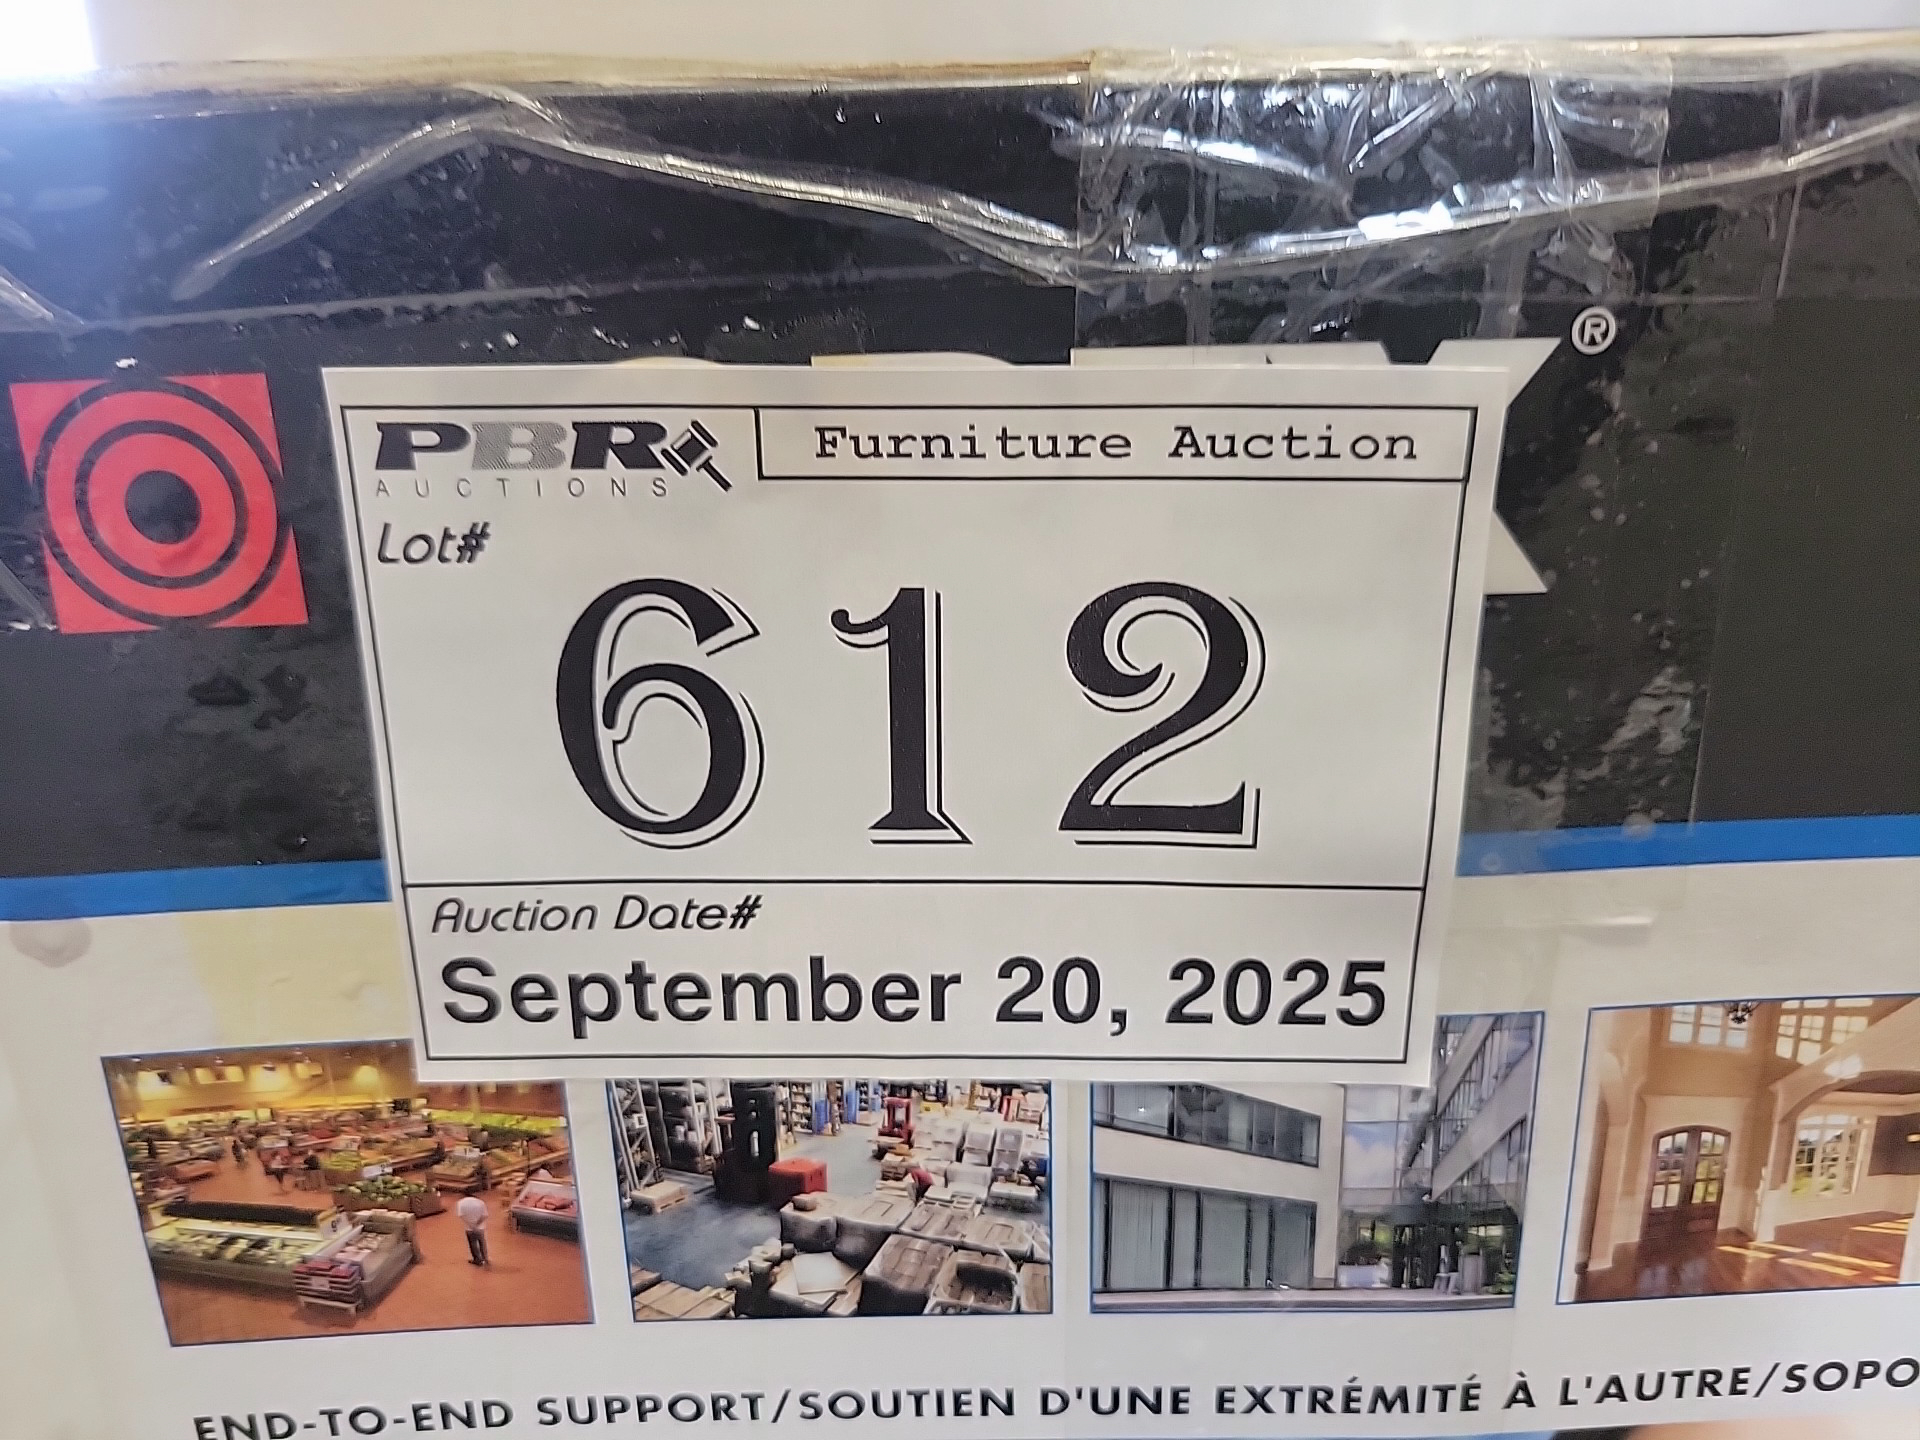 ®
PBR
AUCTIONS
Furniture Auction
Lot#
612
Auction Date#
September 20, 2025
END-TO-END SUPPORT/SOUTIEN D'UNE EXTRÉMITÉ À L'AUTRE/SOPO